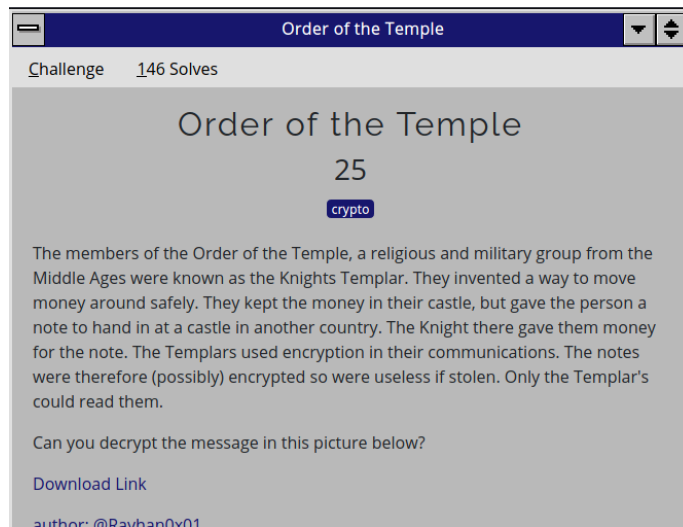 Order of the Temple
Challenge 146 Solves
Order of the Temple
25
crypto
The members of the Order of the Temple, a religious and military group from the
Middle Ages were known as the Knights Templar. They invented a way to move
money around safely. They kept the money in their castle, but gave the person a
note to hand in at a castle in another country. The Knight there gave them money
for the note. The Templars used encryption in their communications. The notes
were therefore (possibly) encrypted so were useless if stolen. Only the Templar's
could read them.
Can you decrypt the message in this picture below?
Download Link
author: @Rayhan0x01